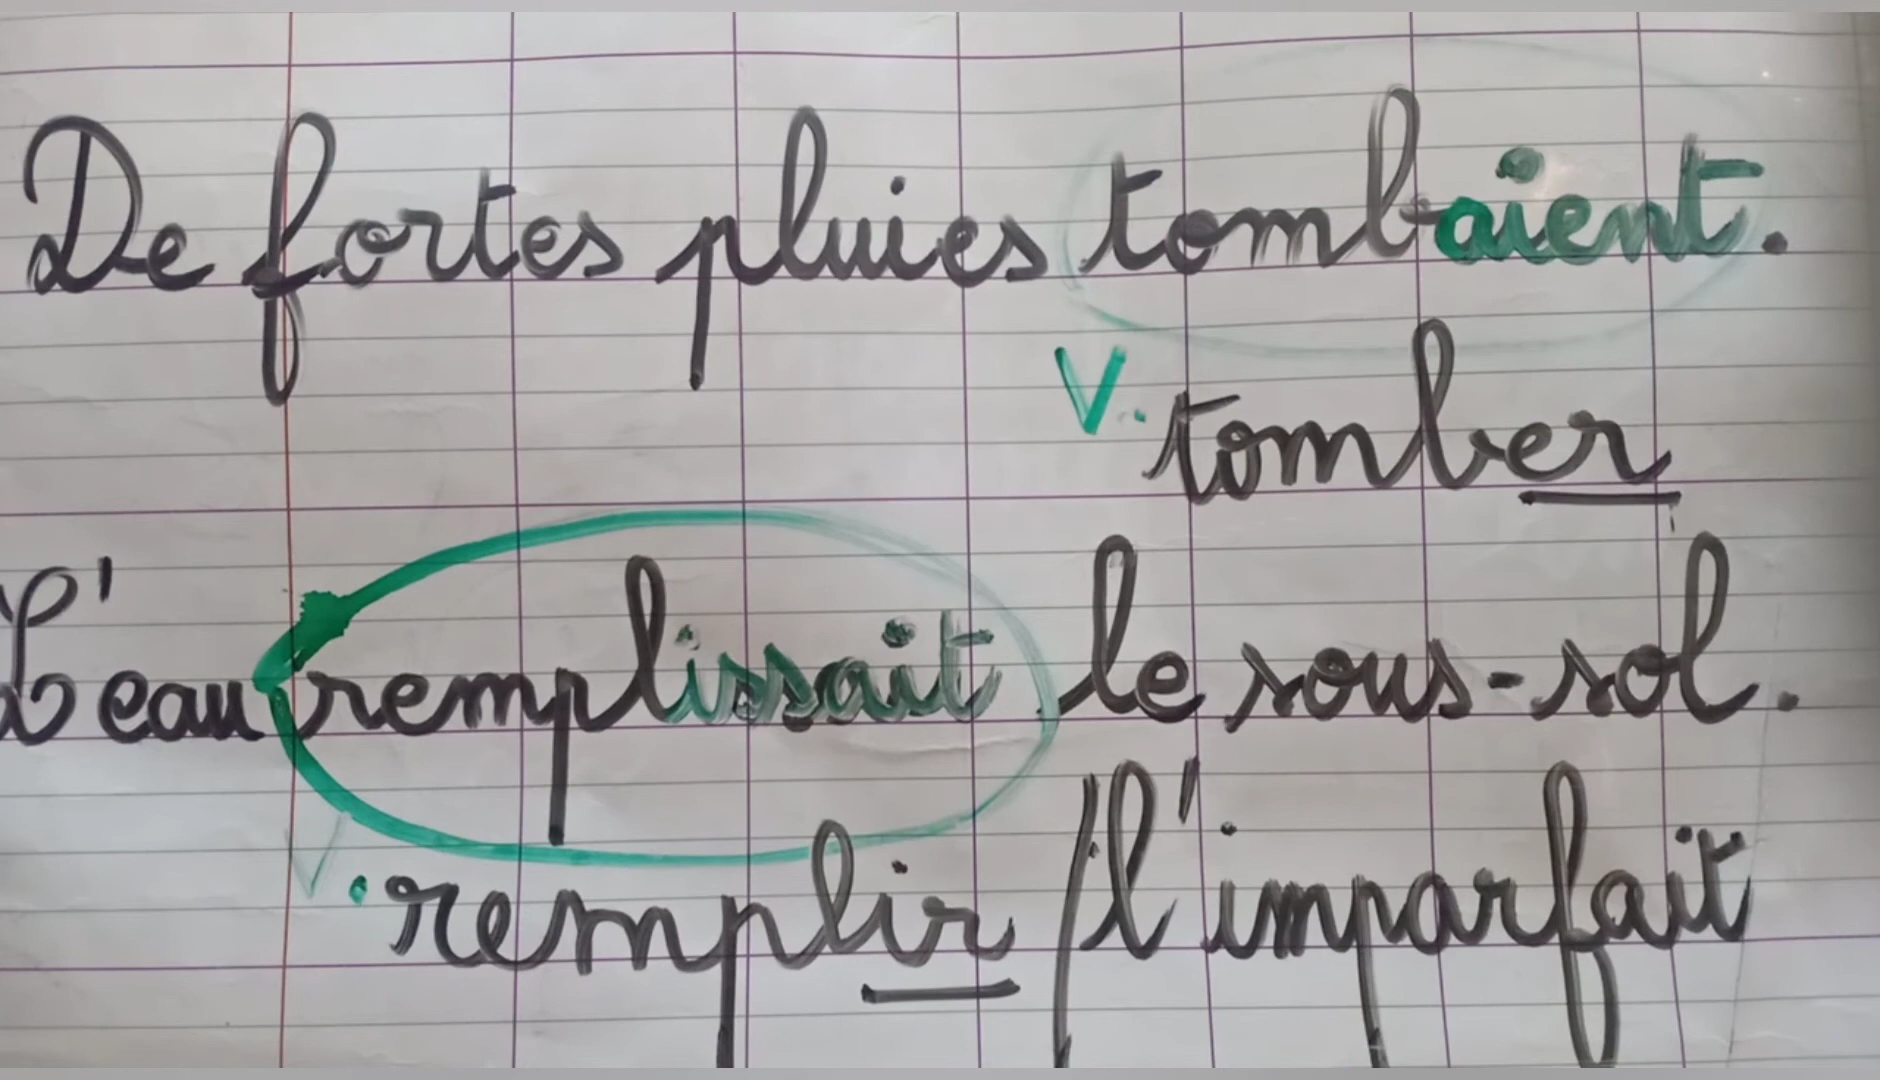 De fortes pluies tombaient.
V. tomber
L'eau remplissait le sous-sol.
V. remplir / l'imparfait